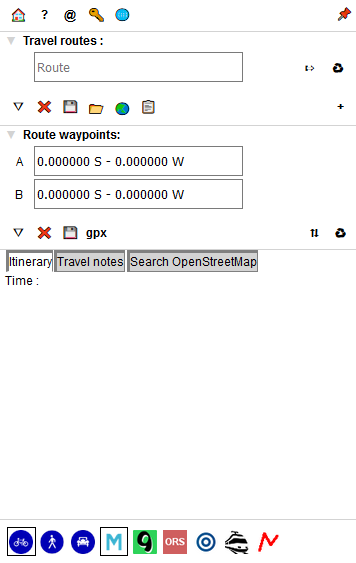 ? @
Travel routes :
Route
+
Route waypoints:
A 0.000000 S - 0.000000 W
B 0.000000 S - 0.000000 W
gpx
Itinerary Travel notes Search OpenStreetMap
Time :
M 9 ORS